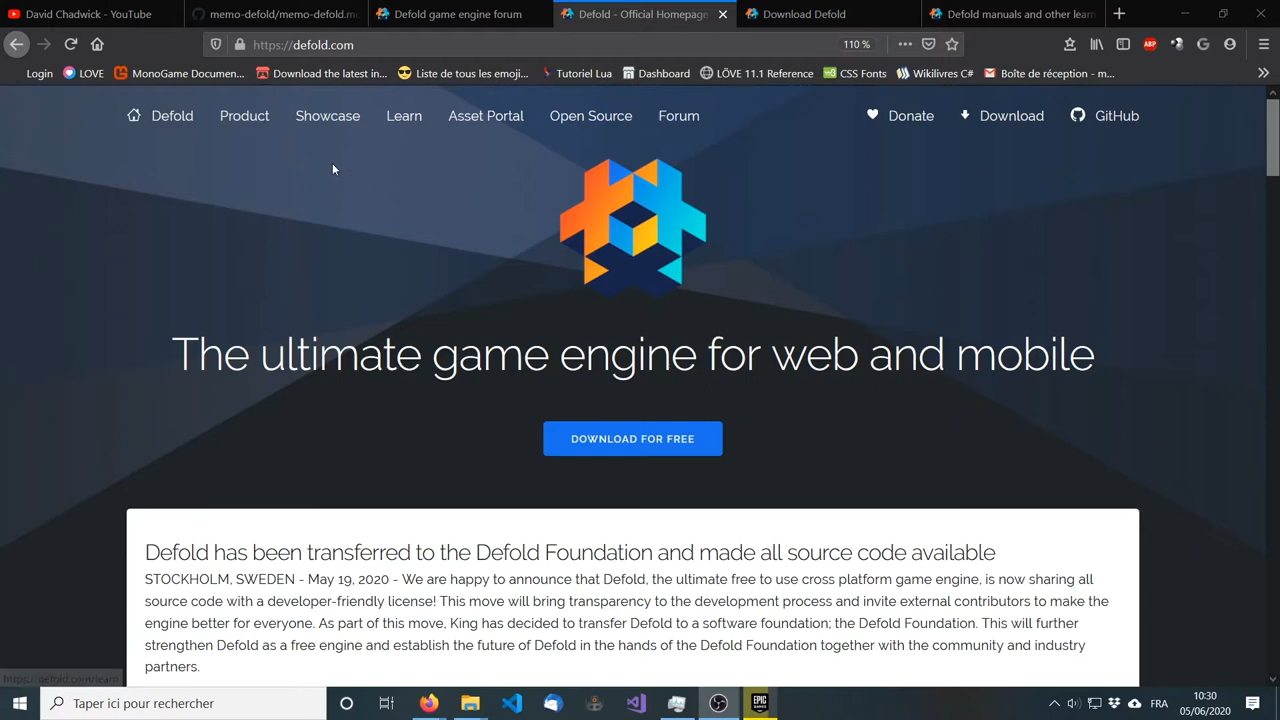 David Chadwick - YouTube
memo-defold/memo-defold.m
Defold game engine forum
Defold - Official Homepage
Download Defold
Defold manuals and other lear
https://defold.com
110 %
Login
LOVE
MonoGame Documen...
Download the latest in...
Liste de tous les emoji...
Tutoriel Lua
Dashboard
LÖVE 11.1 Reference
CSS Fonts
Wikilivres C#
Boîte de réception - m...
Defold
Product
Showcase
Learn
Asset Portal
Open Source
Forum
Donate
Download
GitHub
The ultimate game engine for web and mobile
DOWNLOAD FOR FREE
Defold has been transferred to the Defold Foundation and made all source code available
STOCKHOLM, SWEDEN - May 19, 2020 - We are happy to announce that Defold, the ultimate free to use cross platform game engine, is now sharing all
source code with a developer-friendly license! This move will bring transparency to the development process and invite external contributors to make the
engine better for everyone. As part of this move, King has decided to transfer Defold to a software foundation; the Defold Foundation. This will further
strengthen Defold as a free engine and establish the future of Defold in the hands of the Defold Foundation together with the community and industry
partners.
https://defold.com/learn
Taper ici pour rechercher
EPIC GAMES
FRA
10:30
05/06/2020
ABP